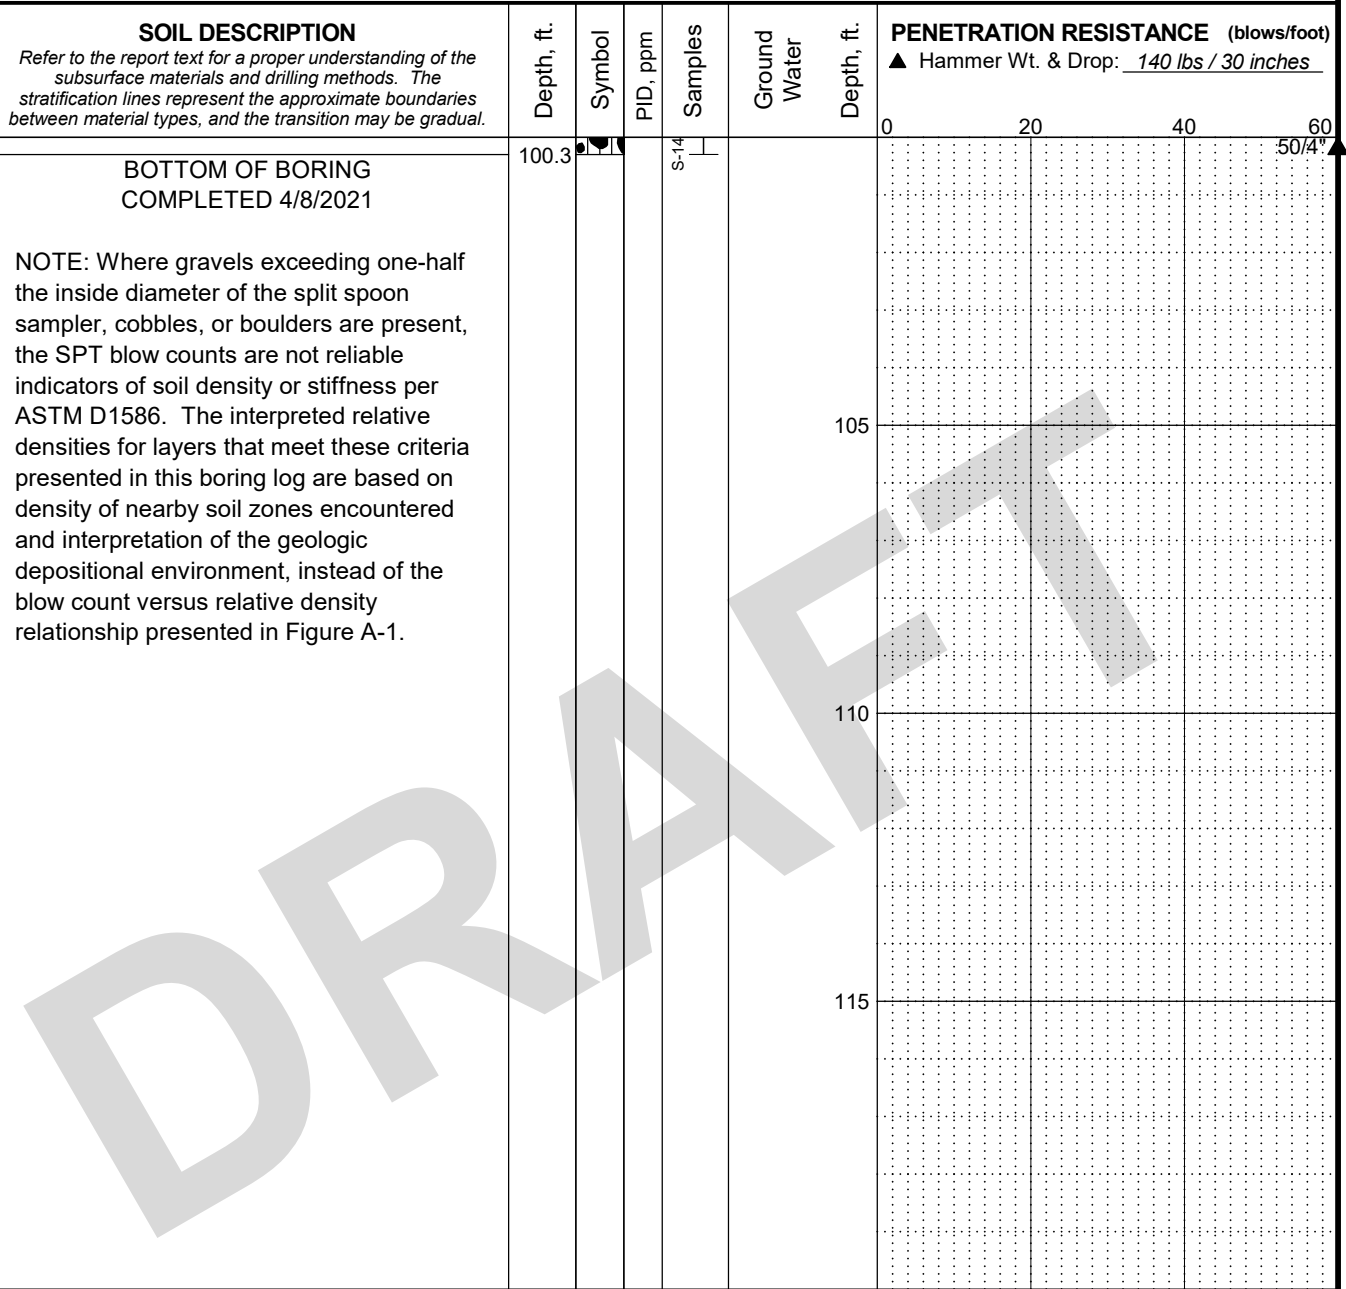 SOIL DESCRIPTION
Refer to the report text for a proper understanding of the
subsurface materials and drilling methods. The
stratification lines represent the approximate boundaries
between material types, and the transition may be gradual.
Depth, ft.
Symbol
PID, ppm
Samples
Ground
Water
Depth, ft.
PENETRATION RESISTANCE (blows/foot)
▲ Hammer Wt. & Drop: 140 lbs / 30 inches
0 20 40 60
100.3
S-14
50/4"
BOTTOM OF BORING
COMPLETED 4/8/2021
NOTE: Where gravels exceeding one-half
the inside diameter of the split spoon
sampler, cobbles, or boulders are present,
the SPT blow counts are not reliable
indicators of soil density or stiffness per
ASTM D1586. The interpreted relative
densities for layers that meet these criteria
presented in this boring log are based on
density of nearby soil zones encountered
and interpretation of the geologic
depositional environment, instead of the
blow count versus relative density
relationship presented in Figure A-1.
105
110
115
DRAFT